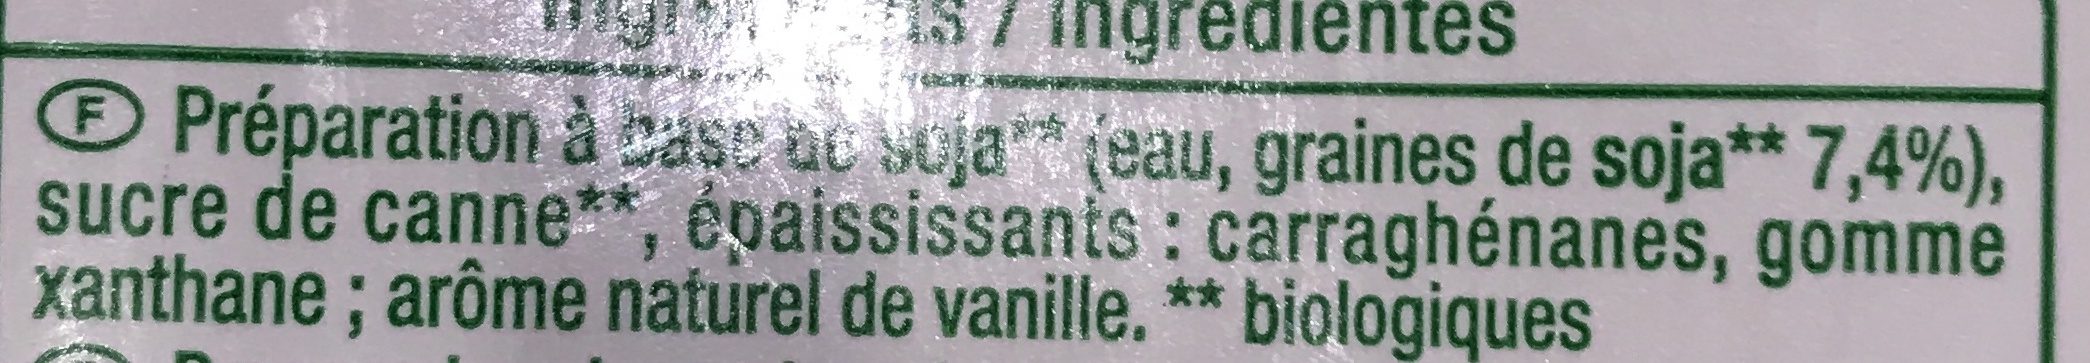 / Ingredientes
F Préparation à base de soja** (eau, graines de soja** 7,4%),
sucre de canne**, épaississants : carraghénanes, gomme
xanthane ; arôme naturel de vanille. ** biologiques